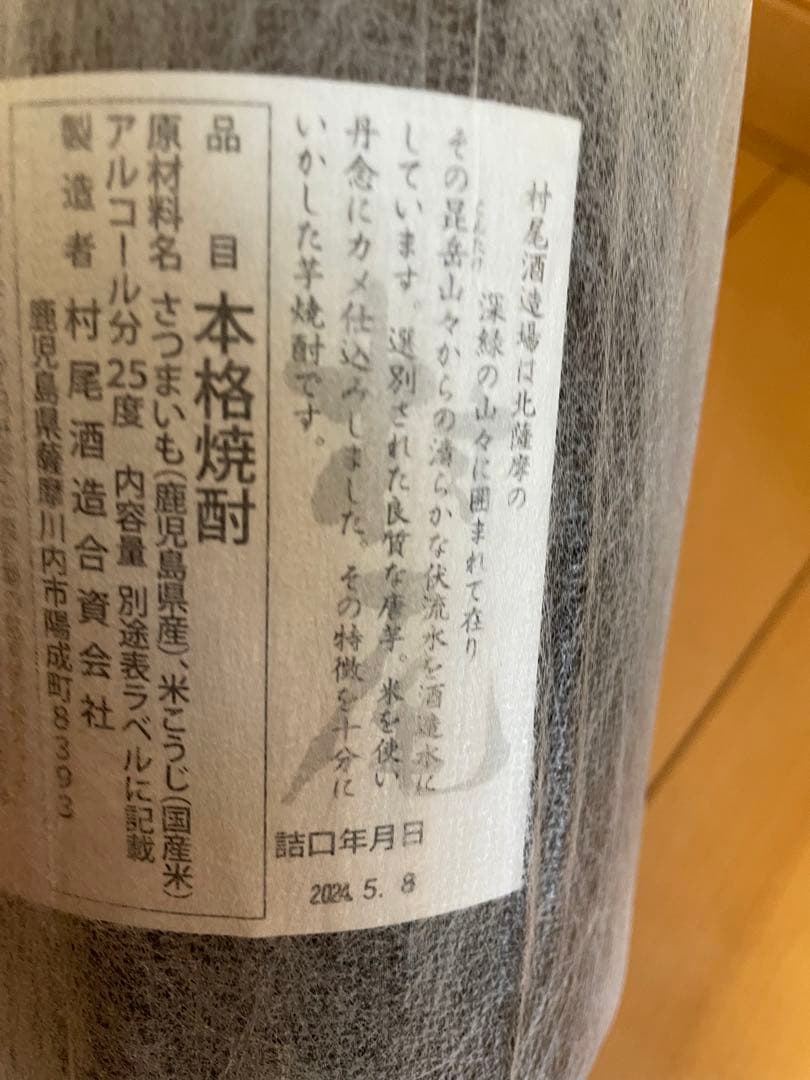 村尾酒造場は北薩摩の
深緑の山々に囲まれて在り
その昆岳山々からの清らかな伏流水を酒造水に
しています。選別された良質な唐芋。米を使い
丹念にカメ仕込みしました。その特徴を十分に
いかした芋焼酎です。
詰口年月日
2024. 5. 8
品目 本格焼酎
原材料名 さつまいも(鹿児島県産)、米こうじ(国産米)
アルコール分 25度 内容量 別途表ラベルに記載
製造者 村尾酒造合資会社
鹿児島県薩摩川内市陽成町8393